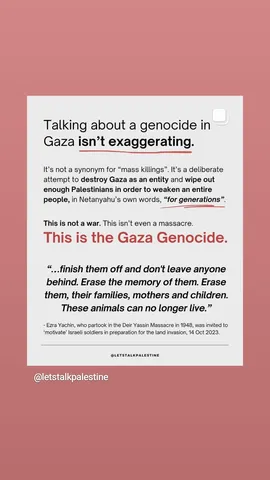 Talking about a genocide in
Gaza isn't exaggerating.
It's not a synonym for "mass killings". It's a deliberate
attempt to destroy Gaza as an entity and wipe out
enough Palestinians in order to weaken an entire
people, in Netanyahu's own words, "for generations".
This is not a war. This isn't even a massacre.
This is the Gaza Genocide.
"...finish them off and don't leave anyone
behind. Erase the memory of them. Erase
them, their families, mothers and children.
These animals can no longer live."
- Ezra Yachin, who partook in the Deir Yassin Massacre in 1948, was invited to
'motivate' Israeli soldiers in preparation for the land invasion, 14 Oct 2023.
@LETSTALKPALESTINE
@letstalkpalestine